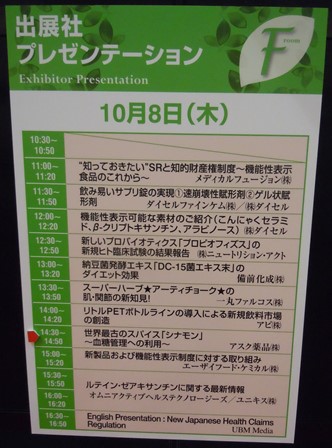 出展社
プレゼンテーション
Exhibitor Presentation
F
10月8日(木)
10:30~
10:50
11:00~
11:20
"知っておきたい"SRと知的財産権制度~機能性表示
食品のこれから~ メディカルフュージョン㈱
11:30~
11:50
飲み易いサプリ錠の実現①速崩壊性賦形剤②ゲル状賦
形剤 ダイセルファインケム㈱／㈱ダイセル
12:00~
12:20
機能性表示可能な素材のご紹介(こんにゃくセラミ
ド、β-クリプトキサンチン、アラビノース) ㈱ダイセル
12:30~
12:50
新しいプロバイオティクス「プロピオフィズス」の
新規ヒト臨床試験の結果報告 ㈱ニュートリション・アクト
13:00~
13:20
納豆菌発酵エキス「DC-15菌エキス末」の
ダイエット効果 備前化成㈱
13:30~
13:50
スーパーハーブ★アーティチョーク★の
肌・関節の新知見! 一丸ファルコス㈱
14:00~
14:20
リトルPETボトルラインの導入による新規飲料市場
の創造 アピ㈱
14:30~
14:50
世界最古のスパイス「シナモン」
~血糖管理への利用~ アスク薬品㈱
15:00~
15:20
新製品および機能性表示制度に対する取り組み
ユーザイフード・ケミカル㈱
15:30~
15:50
16:00~
16:20
ルテイン・ゼアキサンチンに関する最新情報
オムニアクティブヘルステクノロジーズ／ユニキス㈱
16:30~
16:50
English Presentation : New Japanese Health Claims
Regulation UBM Media